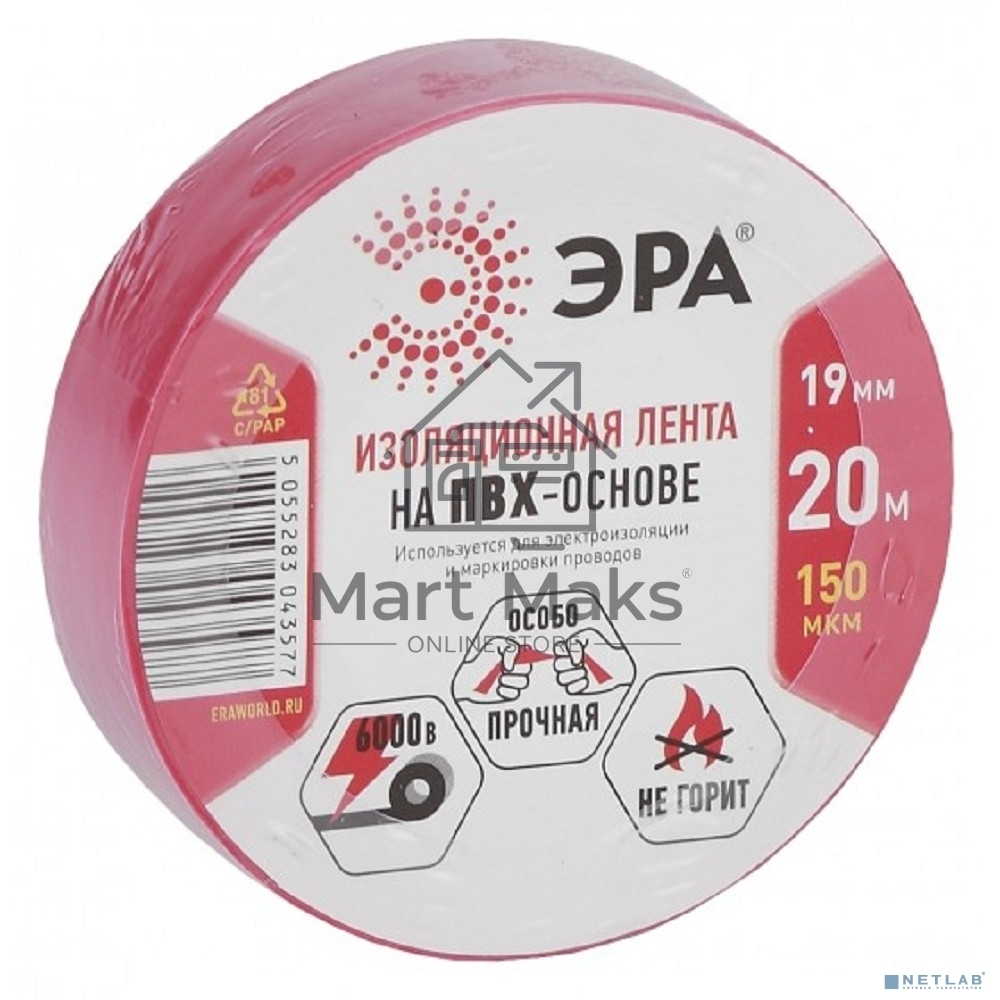 ЭРА®
19мм
20м
150
МКМ
ИЗОЛЯЦИОННАЯ ЛЕНТА
НА ПВХ-ОСНОВЕ
Используется для электроизоляции
и маркировки проводов
Mart Maks®
ONLINE STORE
81
C/PAP
5 055283 043577
ERAWORLD.RU
6000В
ОСОБО
ПРОЧНАЯ
НЕ ГОРИТ
NETLAB